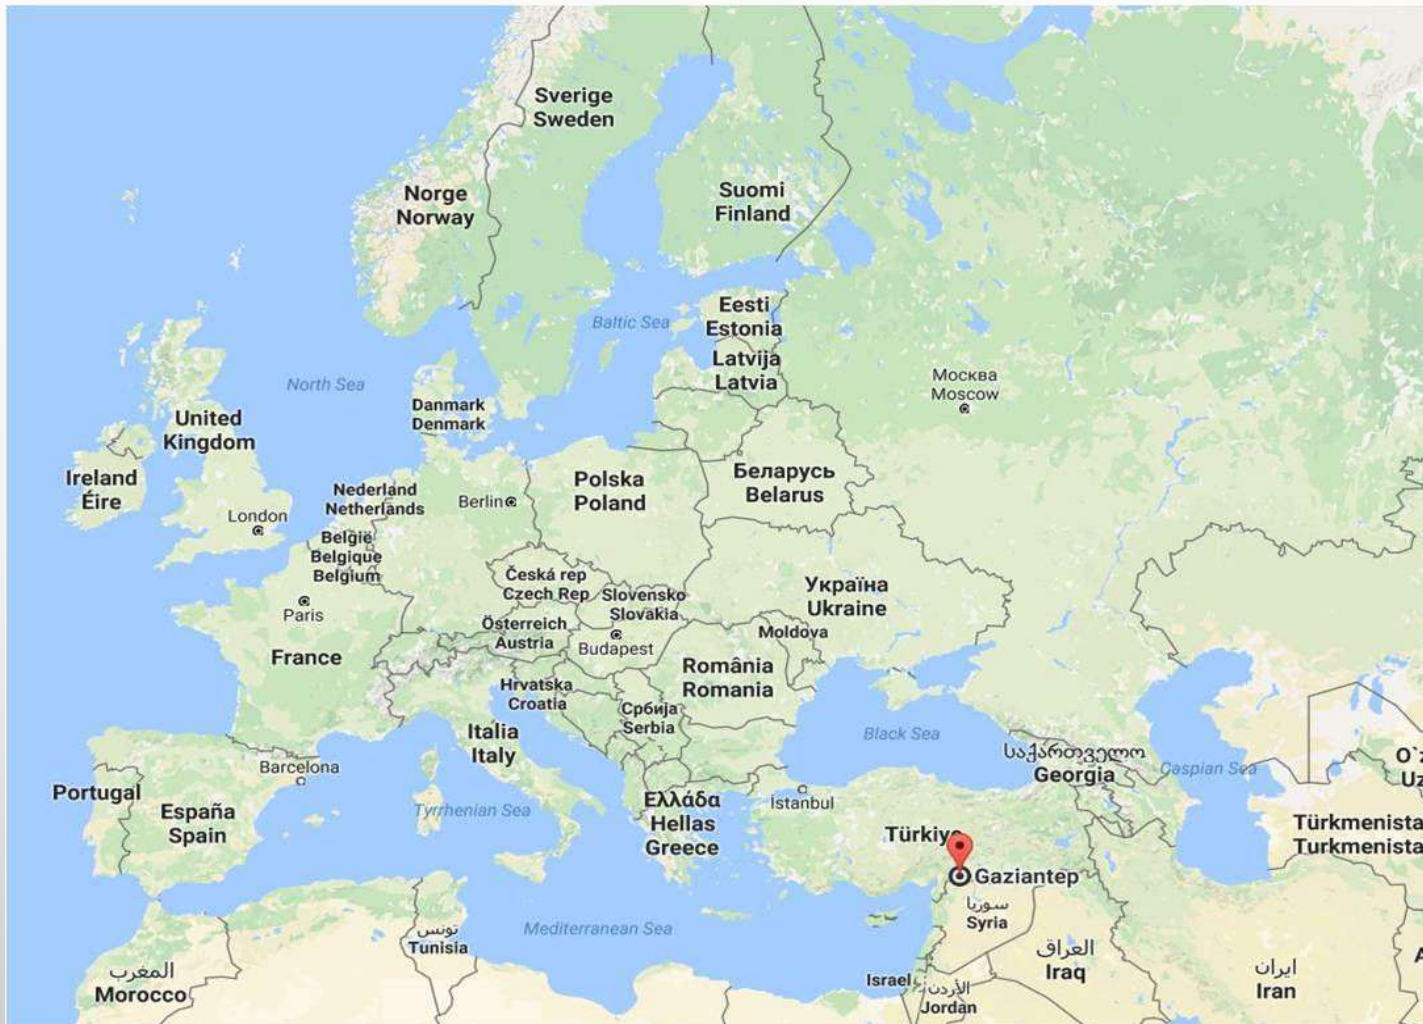 Sverige
Sweden
Norge
Norway
Suomi
Finland
Eesti
Estonia
Baltic Sea
Latvija
Latvia
Москва
Moscow
North Sea
Danmark
Denmark
United
Kingdom
Ireland
Éire
Polska
Poland
Беларусь
Belarus
Nederland
Netherlands
Berlin
London
België
Belgique
Belgium
Paris
Česká rep
Czech Rep
Slovensko
Slovakia
Україна
Ukraine
Österreich
Austria
Budapest
Moldova
France
România
Romania
Hrvatska
Croatia
Србија
Serbia
Italia
Italy
Black Sea
საქართველო
Georgia
Caspian Sea
Barcelona
Portugal
España
Spain
Tyrrhenian Sea
Ελλάδα
Hellas
Greece
İstanbul
Türkiye
Türkmenista
Turkmenista
Gaziantep
سوريا
Syria
تونس
Tunisia
Mediterranean Sea
العراق
Iraq
ایران
Iran
المغرب
Morocco
Israel
الأردن
Jordan